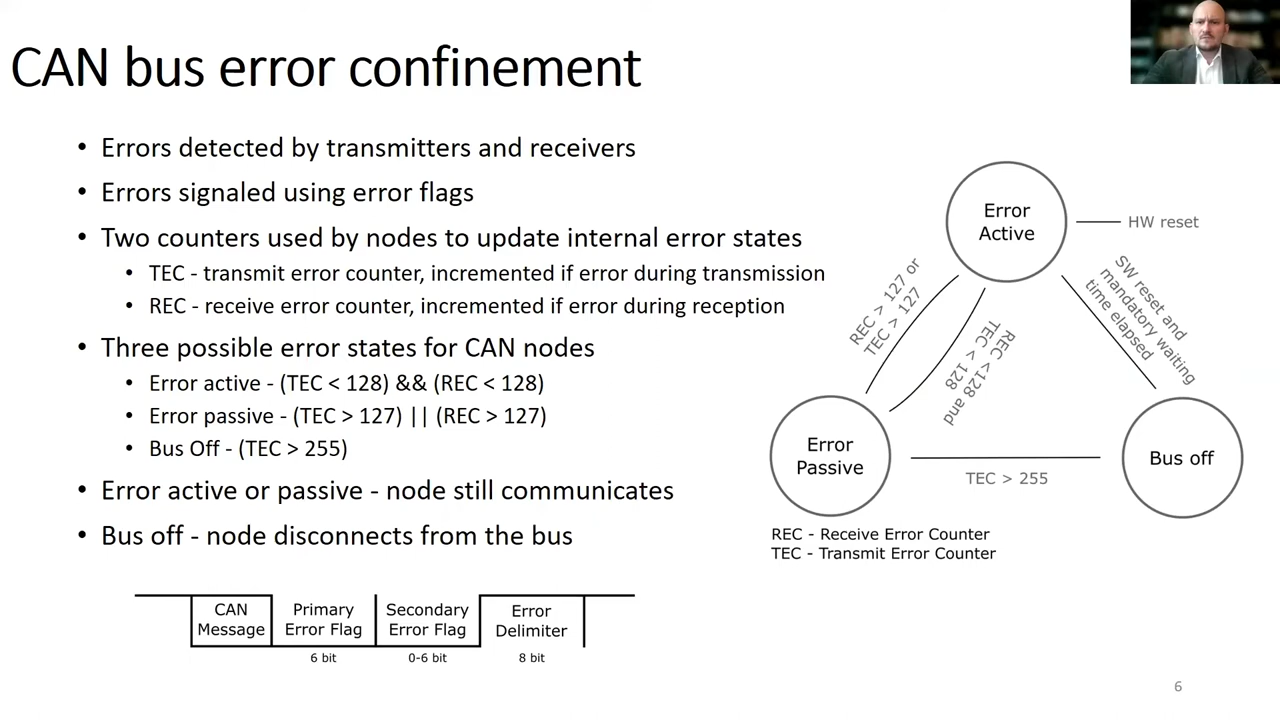 CAN bus error confinement
• Errors detected by transmitters and receivers
• Errors signaled using error flags
• Two counters used by nodes to update internal error states
• TEC - transmit error counter, incremented if error during transmission
• REC - receive error counter, incremented if error during reception
• Three possible error states for CAN nodes
• Error active - (TEC < 128) && (REC < 128)
• Error passive - (TEC > 127) || (REC > 127)
• Bus Off - (TEC > 255)
• Error active or passive - node still communicates
• Bus off - node disconnects from the bus
Error
Active
HW reset
REC > 127 or
TEC > 127
REC <128 and
TEC < 128
SW reset and
mandatory waiting
time elapsed
Error
Passive
TEC > 255
Bus off
REC - Receive Error Counter
TEC - Transmit Error Counter
CAN
Message
Primary
Error Flag
Secondary
Error Flag
Error
Delimiter
6 bit
0-6 bit
8 bit
6